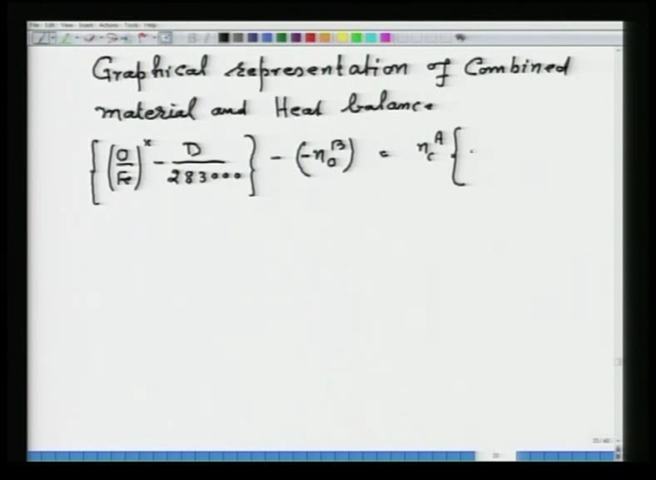 Graphical representation of Combined
material and Heat balance
{(O/Fe)^x - D/283000} - (-n_O^B) = n_C^A {